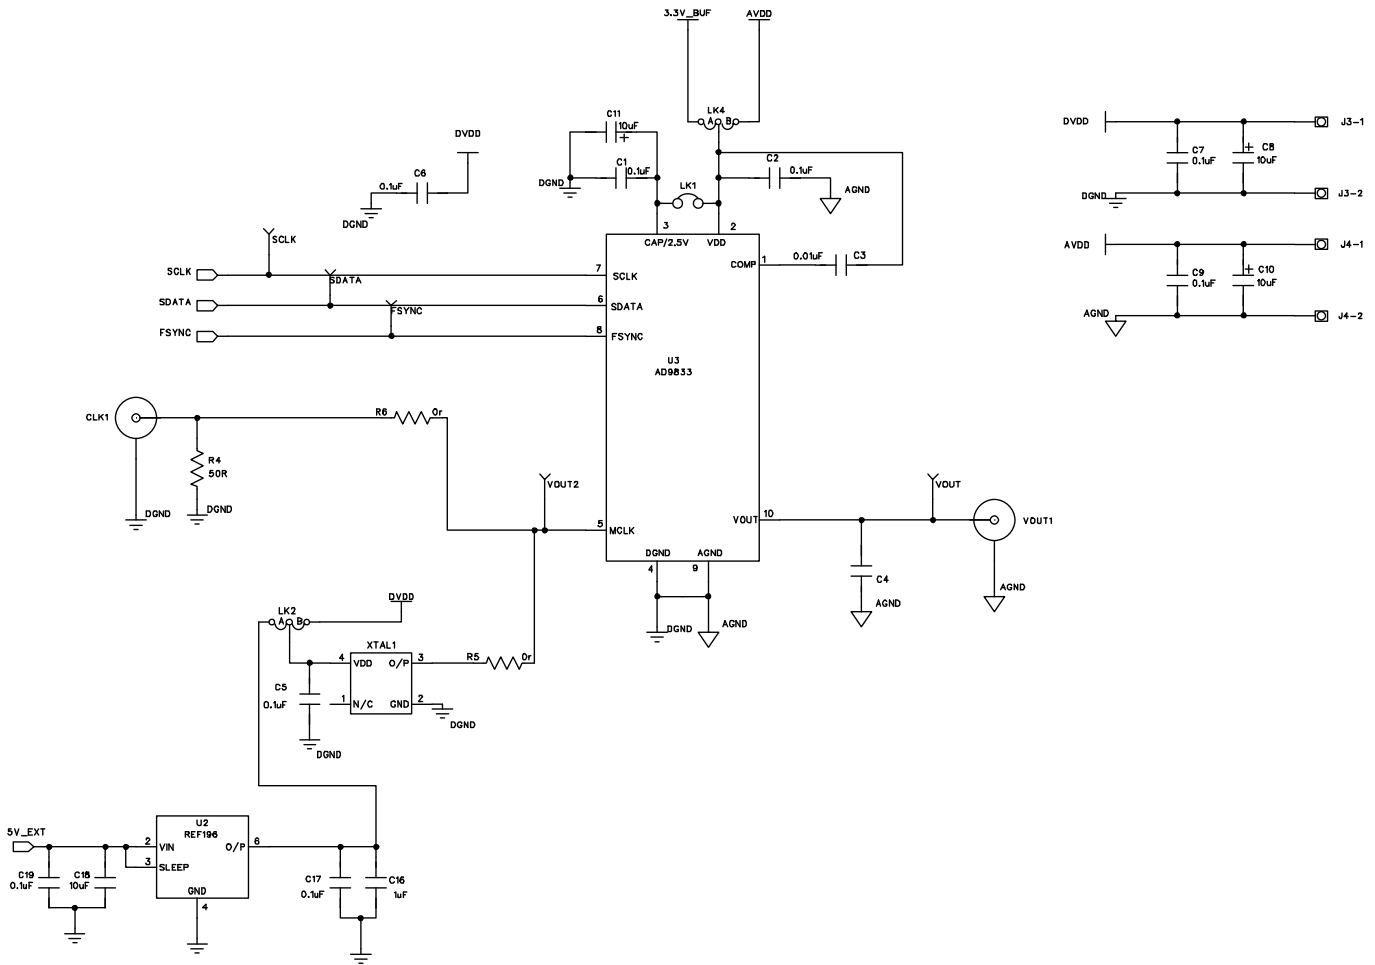 3.3V_BUF
AVDD
LK4
A B
C11
10uF
+
C1
0.1uF
DGND
LK1
C2
0.1uF
AGND
DVDD
C6
0.1uF
DGND
3
2
CAP/2.5V
VDD
COMP
1
0.01uF
C3
SCLK
SCLK
7
SCLK
SDATA
SDATA
6
SDATA
FSYNC
FSYNC
8
FSYNC
U3
AD9833
CLK1
R6
0r
R4
50R
DGND
DGND
VOUT2
5
MCLK
VOUT
10
VOUT
VOUT1
C4
AGND
AGND
DGND
AGND
4
9
DGND
AGND
DVDD
LK2
A B
XTAL1
4
VDD
O/P
3
R5
0r
C5
0.1uF
1
N/C
GND
2
DGND
DGND
5V_EXT
U2
REF196
2
VIN
O/P
6
3
SLEEP
GND
4
C19
0.1uF
C18
10uF
C17
0.1uF
C16
1uF
DVDD
J3-1
C7
0.1uF
+
C8
10uF
DGND
J3-2
AVDD
J4-1
C9
0.1uF
+
C10
10uF
AGND
J4-2